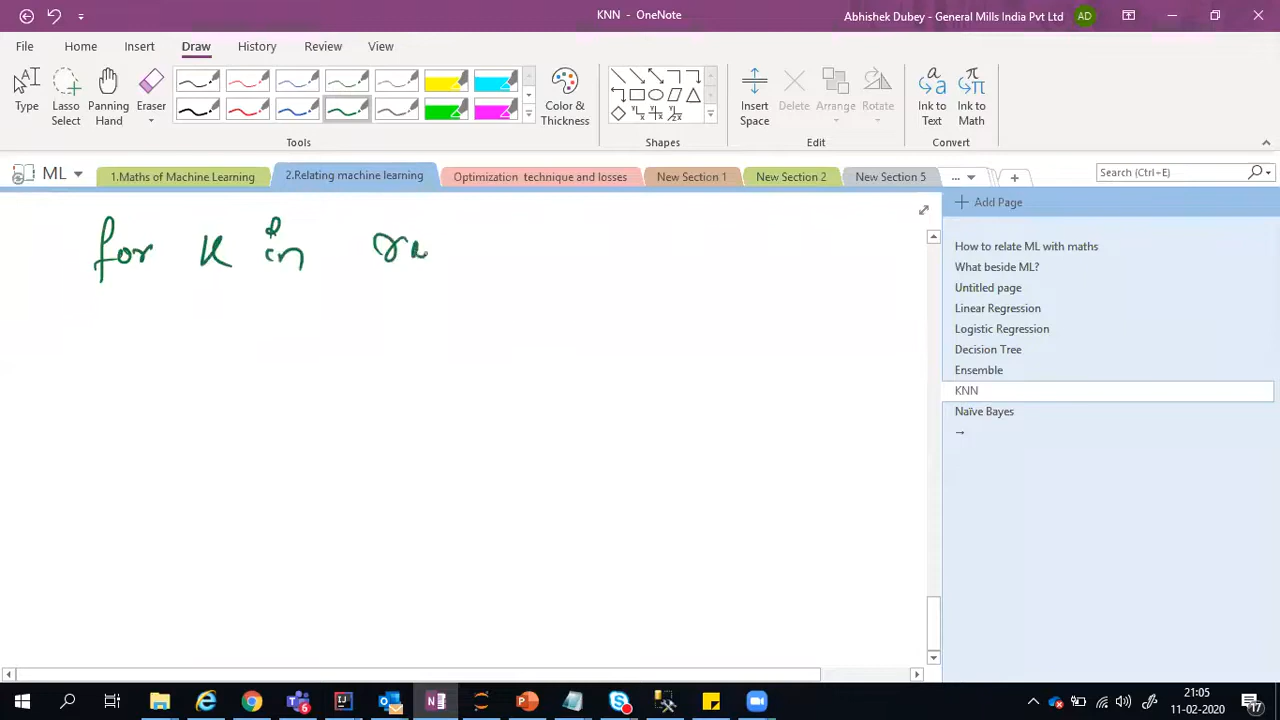 KNN - OneNote
Abhishek Dubey - General Mills India Pvt Ltd AD
File Home Insert Draw History Review View
Type
Lasso Select
Panning Hand
Eraser
Color & Thickness
Insert Space
Delete
Arrange
Rotate
Ink to Text
Ink to Math
Tools
Shapes
Edit
Convert
ML 1.Maths of Machine Learning 2.Relating machine learning Optimization technique and losses New Section 1 New Section 2 New Section 5 ... Search (Ctrl+E)
for K in ra
Add Page
How to relate ML with maths
What beside ML?
Untitled page
Linear Regression
Logistic Regression
Decision Tree
Ensemble
KNN
Naïve Bayes
→
21:05
11-02-2020
17